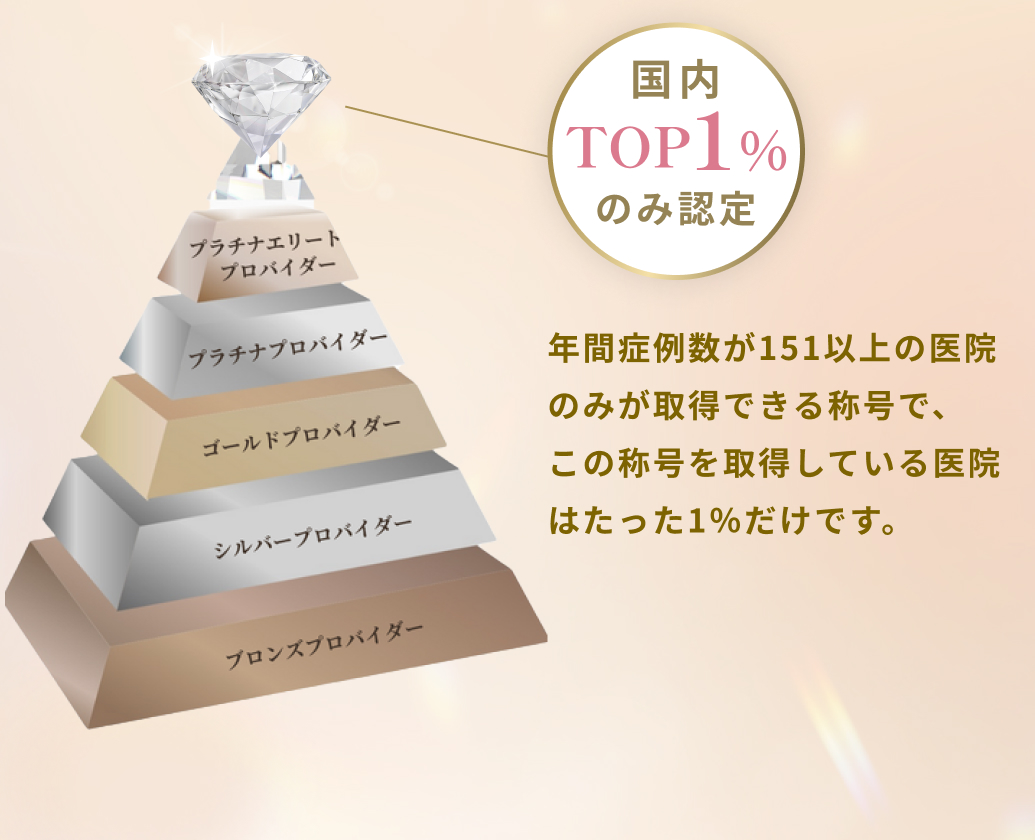 国内
TOP1%
のみ認定
プラチナエリート
プロバイダー
プラチナプロバイダー
ゴールドプロバイダー
シルバープロバイダー
ブロンズプロバイダー
年間症例数が151以上の医院
のみが取得できる称号で、
この称号を取得している医院
はたった1%だけです。